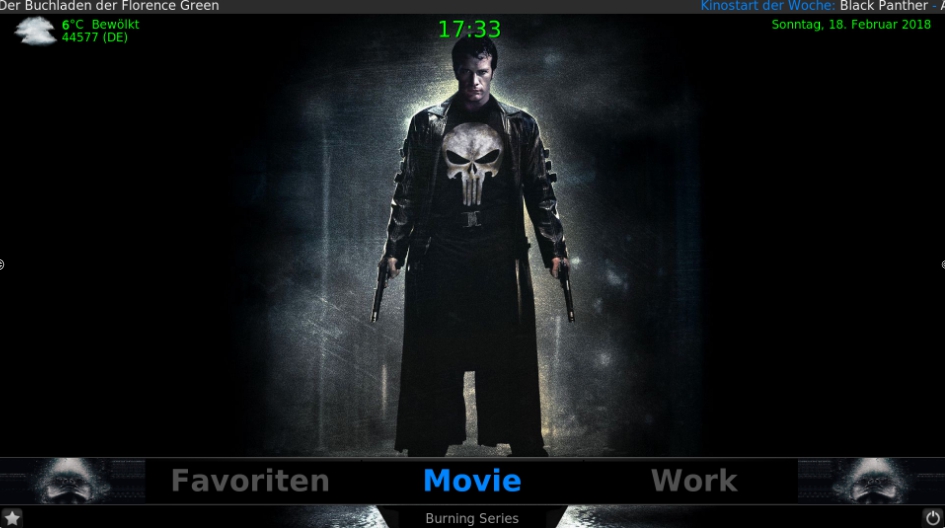 Der Buchladen der Florence Green
Kinostart der Woche: Black Panther - A
6°C Bewölkt
44577 (DE)
17:33
Sonntag, 18. Februar 2018
Favoriten
Movie
Work
Burning Series